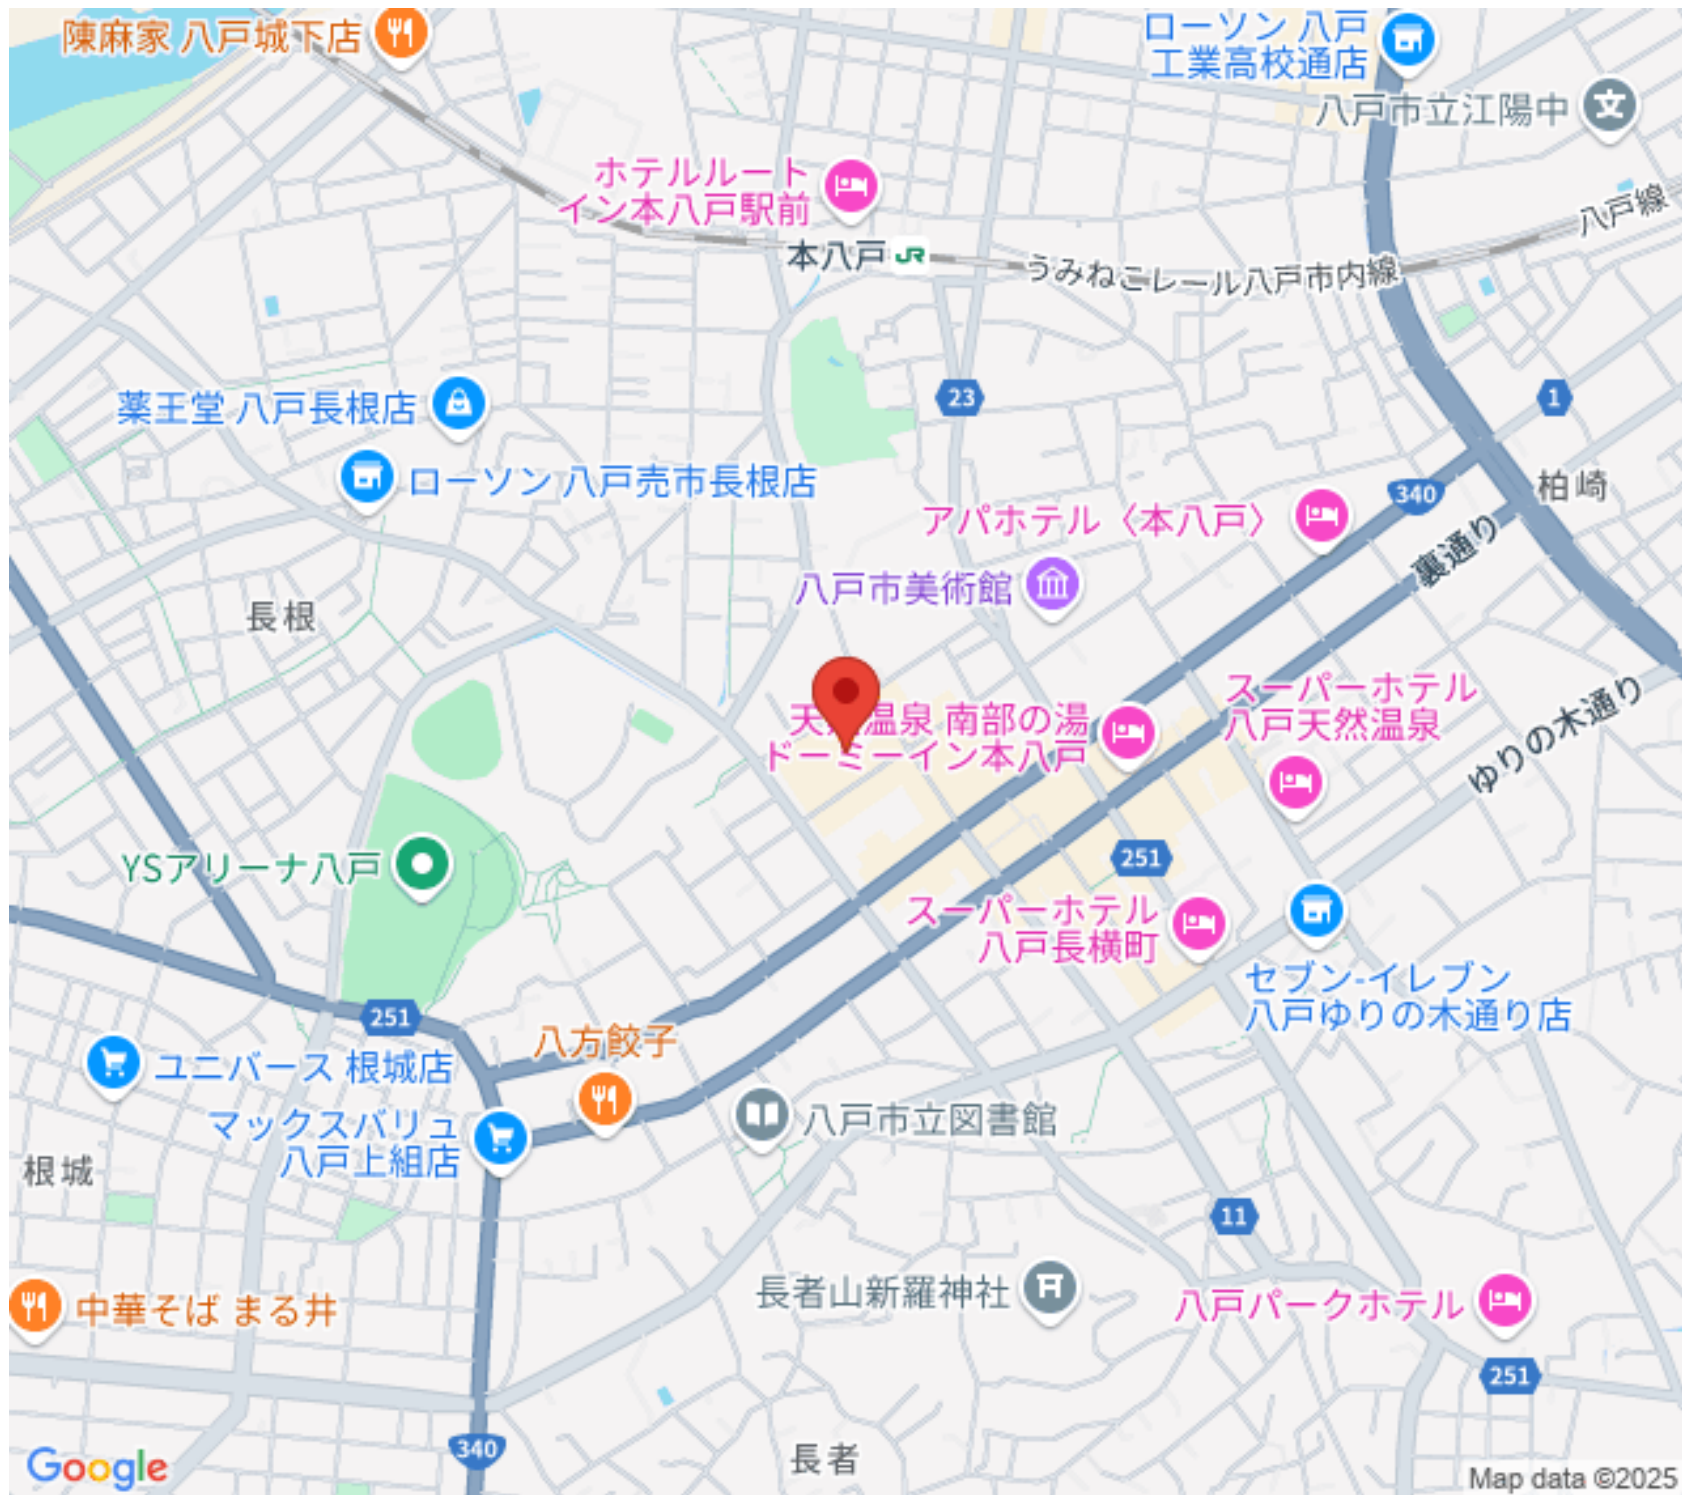 陳麻家 八戸城下店
ローソン 八戸
工業高校通店
八戸市立江陽中
ホテルルート
イン本八戸駅前
八戸線
本八戸
JR
うみねこレール八戸市内線
薬王堂 八戸長根店
23
1
ローソン 八戸売市長根店
340
柏崎
アパホテル〈本八戸〉
裏通り
八戸市美術館
長根
スーパーホテル
八戸天然温泉
天然温泉 南部の湯
ドーミーイン本八戸
ゆりの木通り
YSアリーナ八戸
251
スーパーホテル
八戸長横町
セブン-イレブン
八戸ゆりの木通り店
251
八方餃子
ユニバース 根城店
マックスバリュ
八戸上組店
八戸市立図書館
根城
11
長者山新羅神社
八戸パークホテル
中華そば まる井
251
340
長者
Google
Map data ©2025